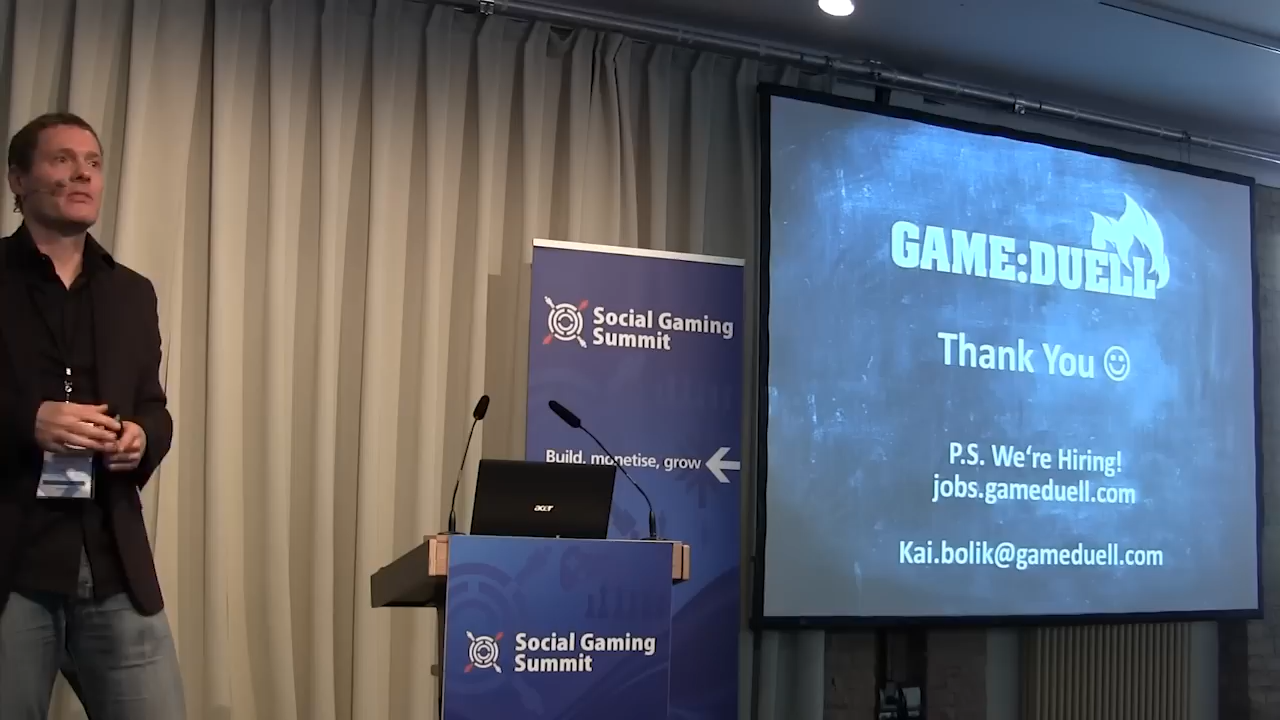 Social Gaming
Summit
Build, monetise, grow
acer
Social Gaming
Summit
GAME:DUELL
Thank You ☺
P.S. We‘re Hiring!
jobs.gameduell.com
Kai.bolik@gameduell.com